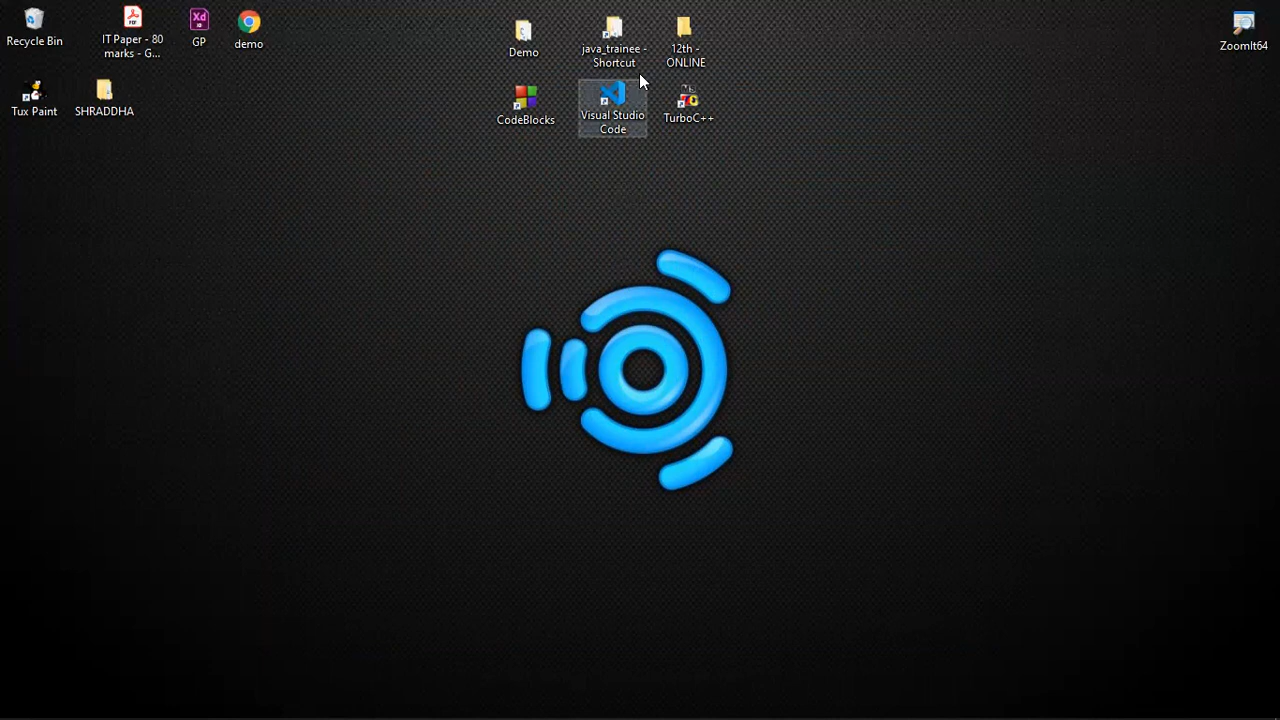 Recycle Bin
IT Paper - 80
marks - G...
GP
demo
Demo
java_trainee -
Shortcut
12th -
ONLINE
ZoomIt64
Tux Paint
SHRADDHA
CodeBlocks
Visual Studio
Code
TurboC++